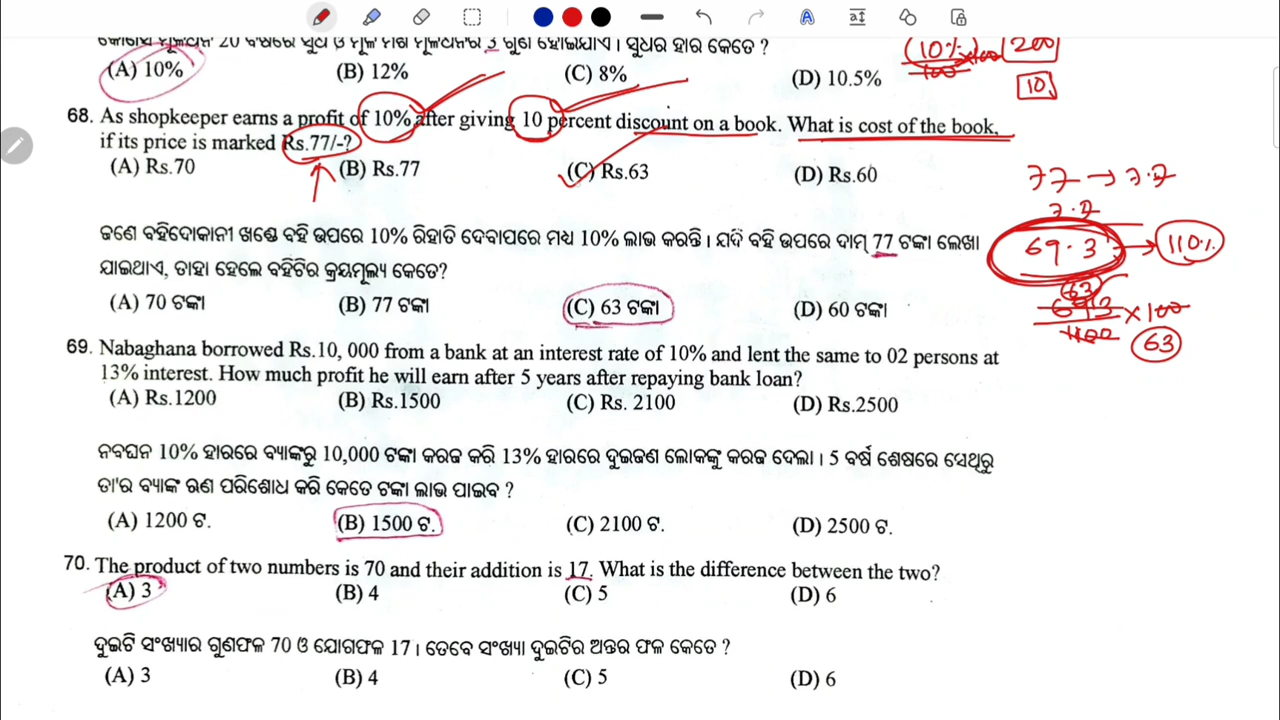 20 ବର୍ଷରେ ସୁଧ ଓ ମୂଳ ମିଶି ମୂଳଧନର 3 ଗୁଣ ହୋଇଯାଏ । ସୁଧର ହାର କେତେ ?
(A) 10% (B) 12% (C) 8% (D) 10.5%
68. As shopkeeper earns a profit of 10% after giving 10 percent discount on a book. What is cost of the book,
if its price is marked Rs.77/-?
(A) Rs.70 (B) Rs.77 (C) Rs.63 (D) Rs.60
ଜଣେ ବହିଦୋକାନୀ ଖଣ୍ଡେ ବହି ଉପରେ 10% ରିହାତି ଦେବାପରେ ମଧ୍ୟ 10% ଲାଭ କରନ୍ତି । ଯଦି ବହି ଉପରେ ଦାମ୍ 77 ଟଙ୍କା ଲେଖା
ଯାଇଥାଏ, ତାହା ହେଲେ ବହିଟିର କ୍ରୟମୂଲ୍ୟ କେତେ?
(A) 70 ଟଙ୍କା (B) 77 ଟଙ୍କା (C) 63 ଟଙ୍କା (D) 60 ଟଙ୍କା
69. Nabaghana borrowed Rs.10, 000 from a bank at an interest rate of 10% and lent the same to 02 persons at
13% interest. How much profit he will earn after 5 years after repaying bank loan?
(A) Rs.1200 (B) Rs.1500 (C) Rs. 2100 (D) Rs.2500
ନବଘନ 10% ହାରରେ ବ୍ୟାଙ୍କରୁ 10,000 ଟଙ୍କା କରଜ କରି 13% ହାରରେ ଦୁଇଜଣ ଲୋକଙ୍କୁ କରଜ ଦେଲା । 5 ବର୍ଷ ଶେଷରେ ସେଥିରୁ
ତା'ର ବ୍ୟାଙ୍କ ଋଣ ପରିଶୋଧ କରି କେତେ ଟଙ୍କା ଲାଭ ପାଇବ ?
(A) 1200 ଟ. (B) 1500 ଟ. (C) 2100 ଟ. (D) 2500 ଟ.
70. The product of two numbers is 70 and their addition is 17. What is the difference between the two?
(A) 3 (B) 4 (C) 5 (D) 6
ଦୁଇଟି ସଂଖ୍ୟାର ଗୁଣଫଳ 70 ଓ ଯୋଗଫଳ 17 । ତେବେ ସଂଖ୍ୟା ଦୁଇଟିର ଅନ୍ତର ଫଳ କେତେ ?
(A) 3 (B) 4 (C) 5 (D) 6
(10%) ×100 200
100
10
77 → 7.7
7.7
69.3 → 110%
63
693 × 100
1100
63